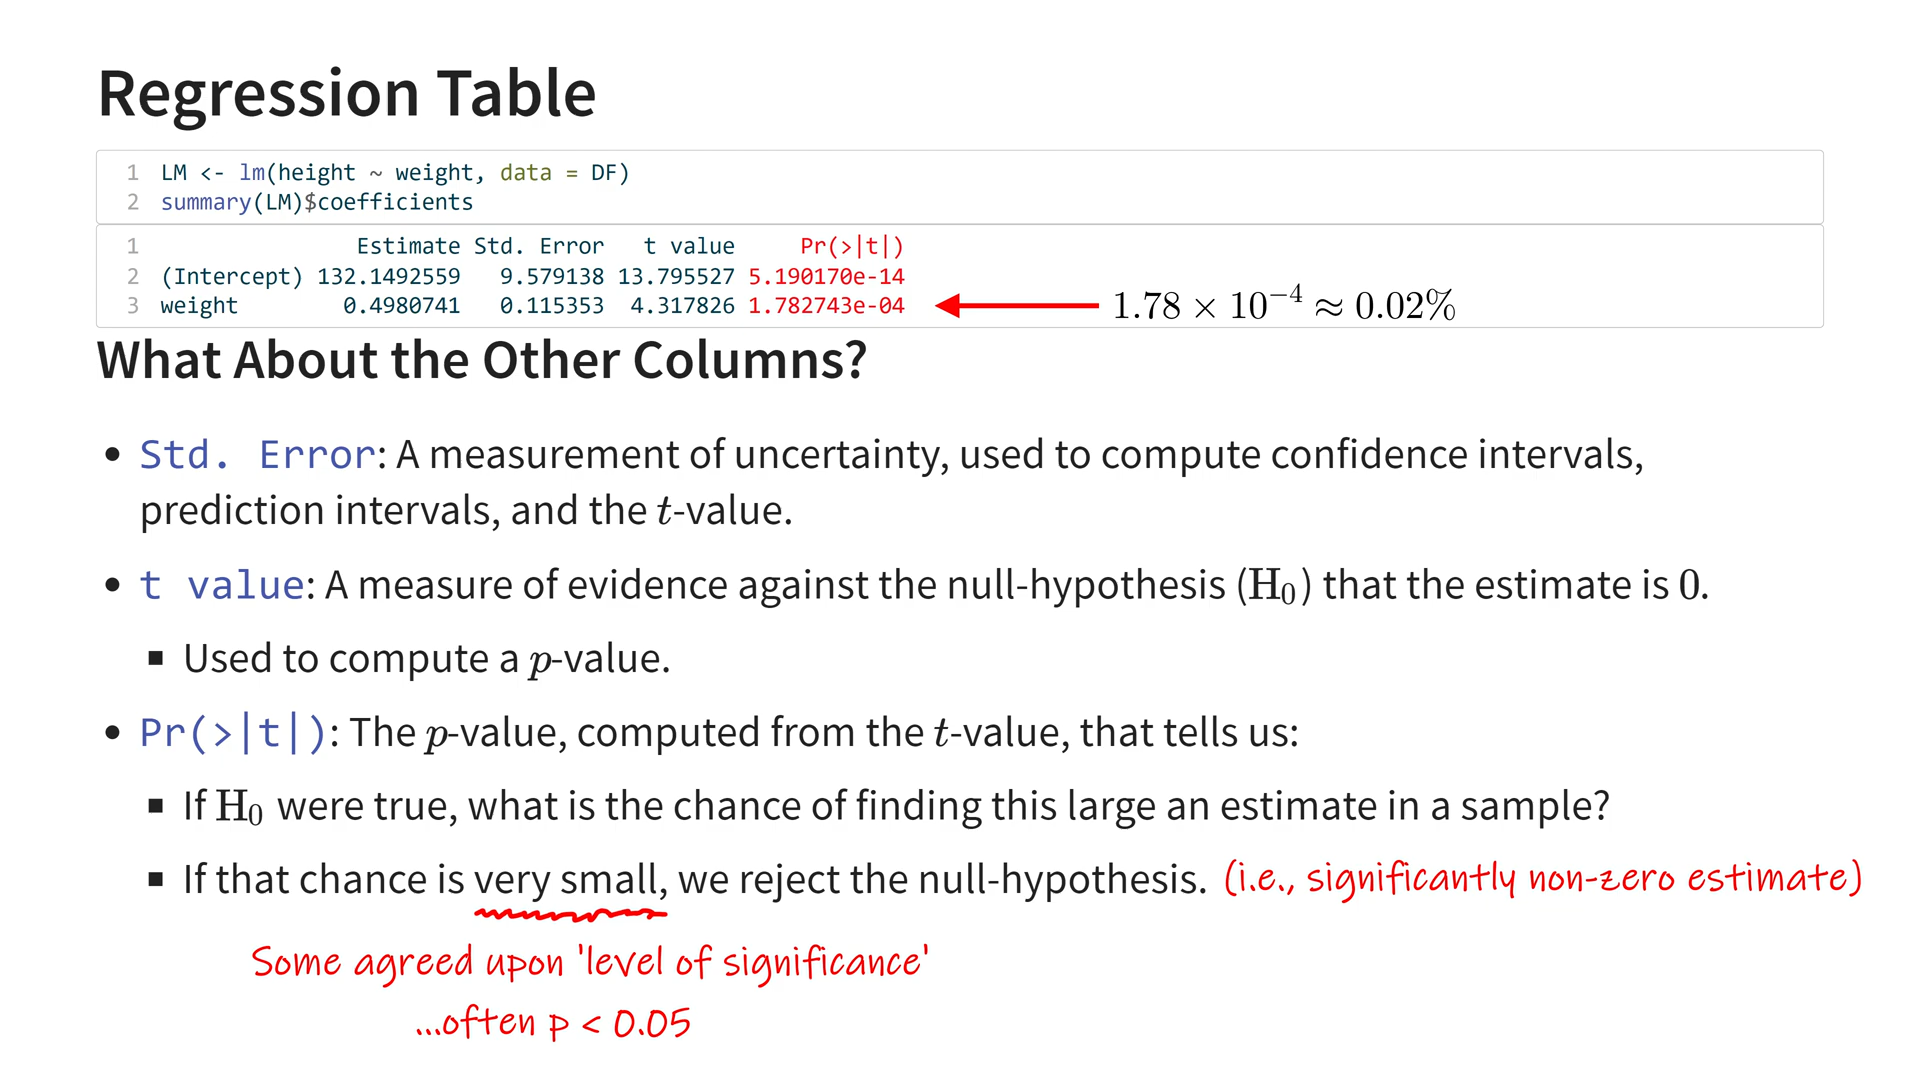 Regression Table
1 LM <- lm(height ~ weight, data = DF)
2 summary(LM)$coefficients
1 Estimate Std. Error t value Pr(>|t|)
2 (Intercept) 132.1492559 9.579138 13.795527 5.190170e-14
3 weight 0.4980741 0.115353 4.317826 1.782743e-04
1.78 × 10⁻⁴ ≈ 0.02%
What About the Other Columns?
• Std. Error: A measurement of uncertainty, used to compute confidence intervals,
prediction intervals, and the t-value.
• t value: A measure of evidence against the null-hypothesis (H₀) that the estimate is 0.
▪ Used to compute a p-value.
• Pr(>|t|): The p-value, computed from the t-value, that tells us:
▪ If H₀ were true, what is the chance of finding this large an estimate in a sample?
▪ If that chance is very small, we reject the null-hypothesis. (i.e., significantly non-zero estimate)
Some agreed upon 'level of significance'
...often p < 0.05